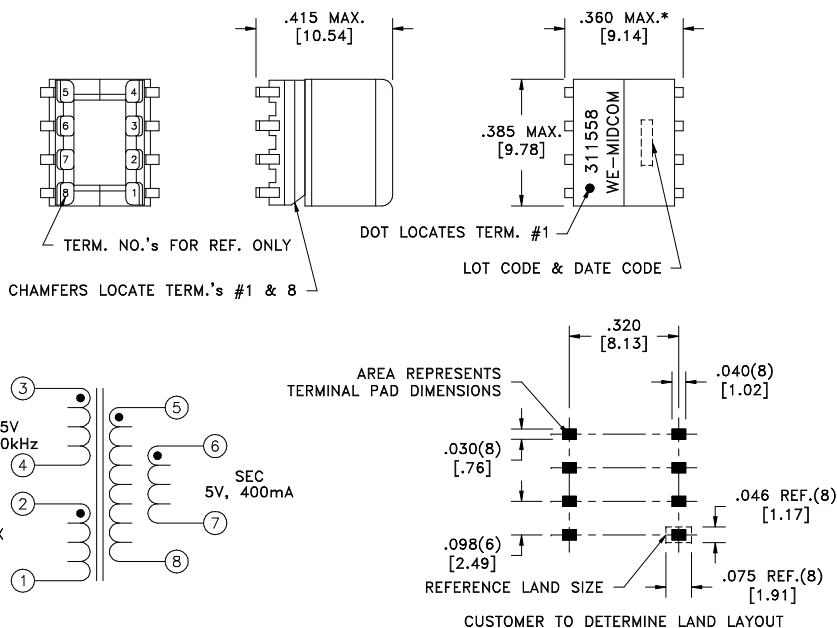 .415 MAX.
[10.54]
.360 MAX.*
[9.14]
5
4
6
3
7
2
8
1
.385 MAX.
[9.78]
311558
WE-MIDCOM
TERM. NO.'s FOR REF. ONLY
DOT LOCATES TERM. #1
LOT CODE & DATE CODE
CHAMFERS LOCATE TERM.'s #1 & 8
.320
[8.13]
AREA REPRESENTS
TERMINAL PAD DIMENSIONS
.040(8)
[1.02]
3
5V
0kHz
4
5
6
SEC
5V, 400mA
7
2
X
1
8
.030(8)
[.76]
.046 REF.(8)
[1.17]
.098(6)
[2.49]
REFERENCE LAND SIZE
.075 REF.(8)
[1.91]
CUSTOMER TO DETERMINE LAND LAYOUT